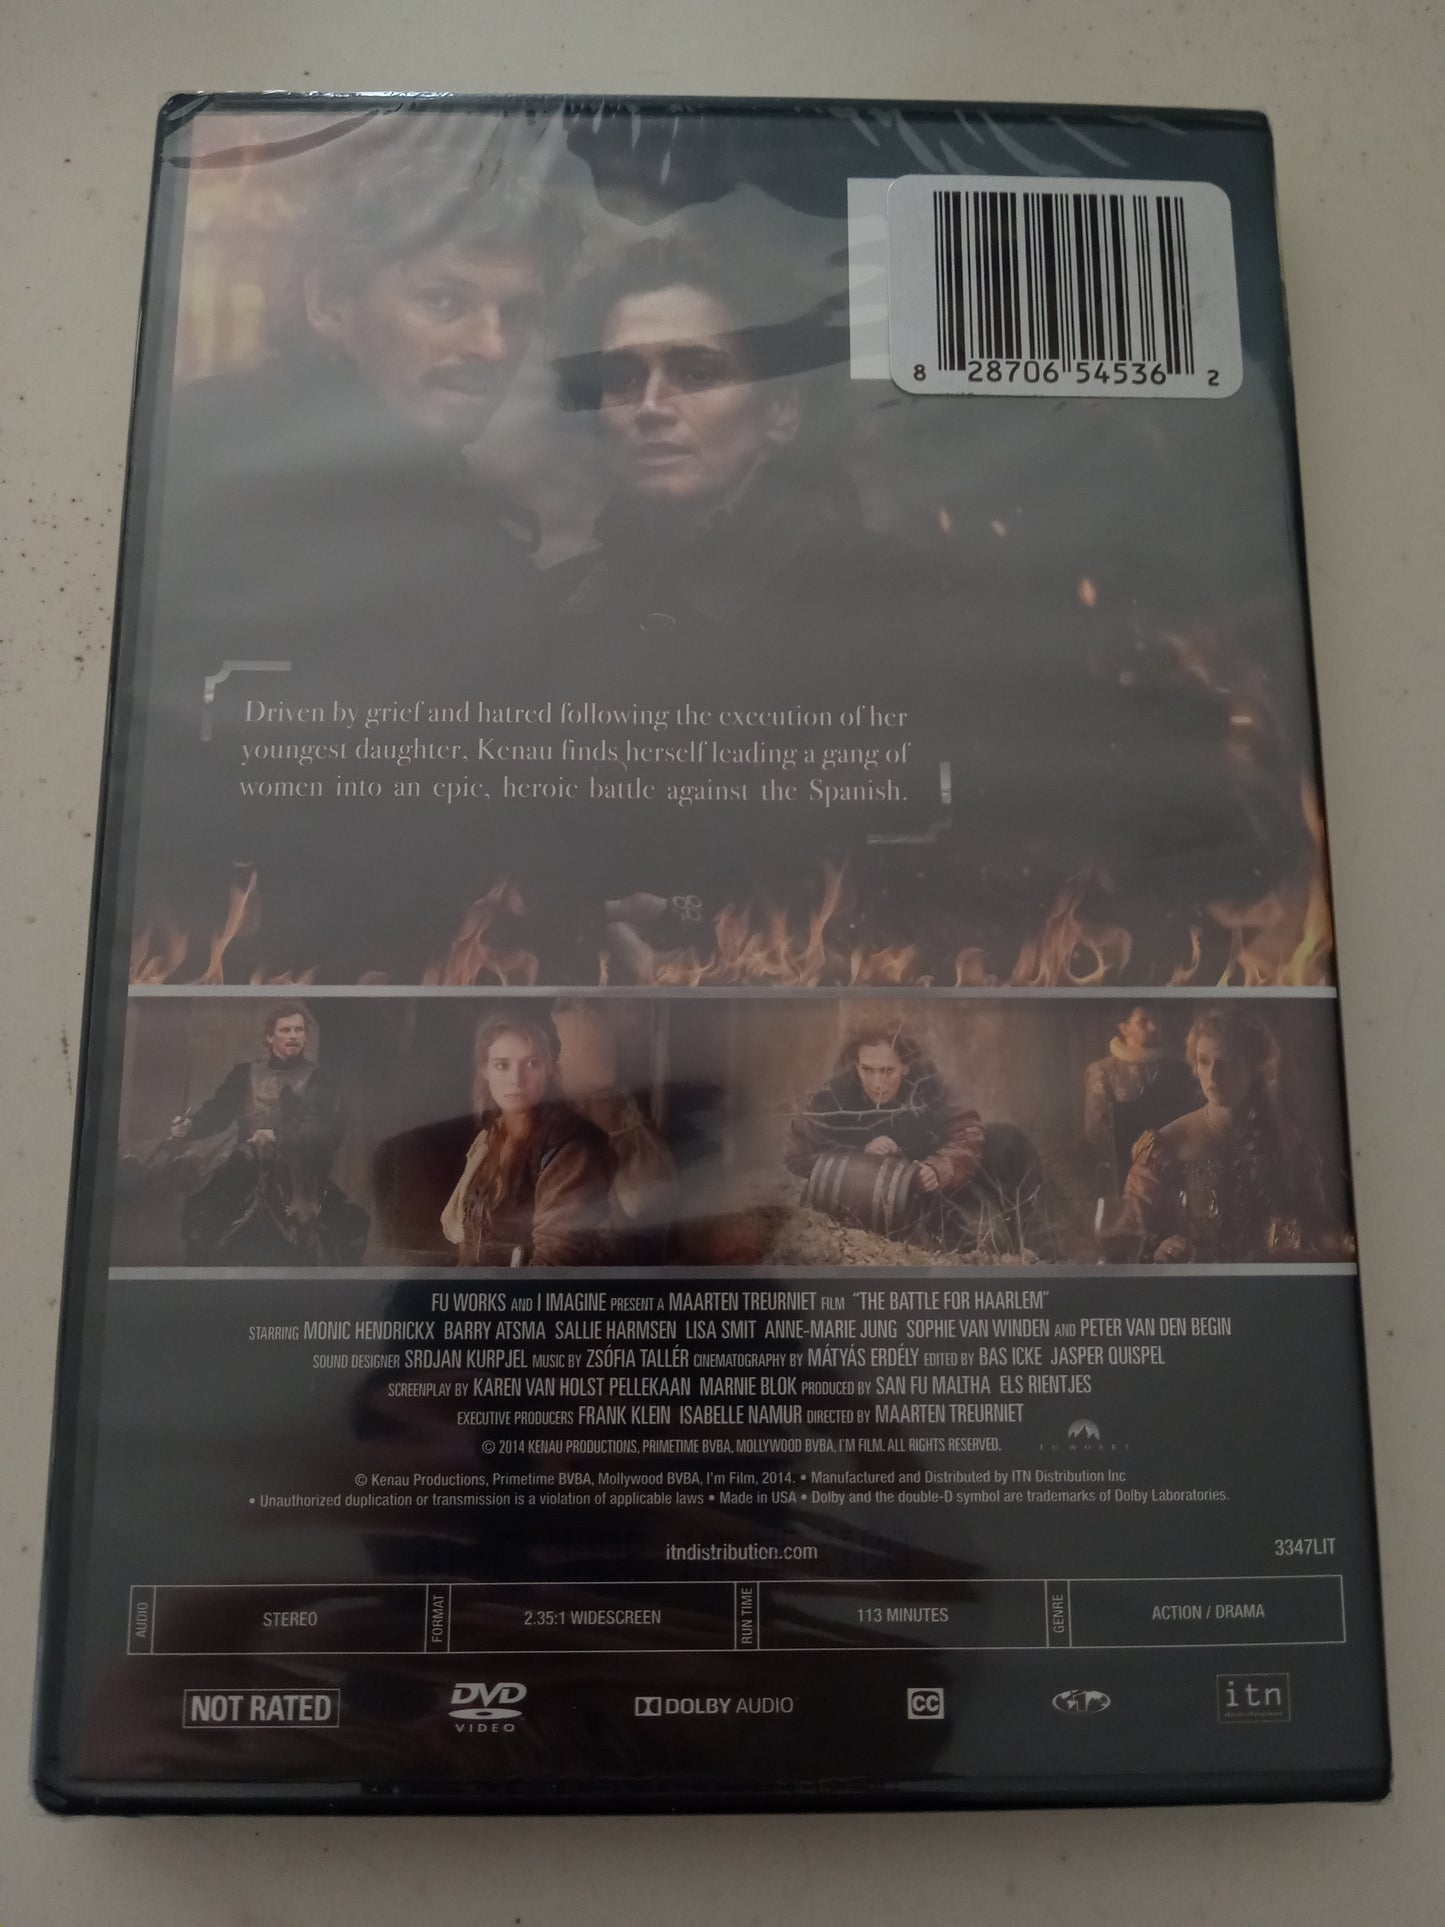 8 28706 54536 2
Driven by grief and hatred following the execution of her
youngest daughter, Kenau finds herself leading a gang of
women into an epic, heroic battle against the Spanish.
FU WORKS AND I IMAGINE PRESENT A MAARTEN TREURNIET FILM "THE BATTLE FOR HAARLEM"
STARRING MONIC HENDRICKX BARRY ATSMA SALLIE HARMSEN LISA SMIT ANNE-MARIE JUNG SOPHIE VAN WINDEN AND PETER VAN DEN BEGIN
SOUND DESIGNER SRDJAN KURPJEL MUSIC BY ZSÓFIA TALLÉR CINEMATOGRAPHY BY MÁTYÁS ERDÉLY EDITED BY BAS ICKE JASPER QUISPEL
SCREENPLAY BY KAREN VAN HOLST PELLEKAAN MARNIE BLOK PRODUCED BY SAN FU MALTHA ELS RIENTJES
EXECUTIVE PRODUCERS FRANK KLEIN ISABELLE NAMUR DIRECTED BY MAARTEN TREURNIET
© 2014 KENAU PRODUCTIONS, PRIMETIME BVBA, MOLLYWOOD BVBA, I'M FILM. ALL RIGHTS RESERVED.
FU WORKS
© Kenau Productions, Primetime BVBA, Mollywood BVBA, I'm Film, 2014. • Manufactured and Distributed by ITN Distribution Inc
• Unauthorized duplication or transmission is a violation of applicable laws • Made in USA • Dolby and the double-D symbol are trademarks of Dolby Laboratories.
itndistribution.com
3347LIT
AUDIO STEREO FORMAT 2.35:1 WIDESCREEN RUN TIME 113 MINUTES GENRE ACTION / DRAMA
NOT RATED DVD VIDEO DOLBY AUDIO CC itn distribution